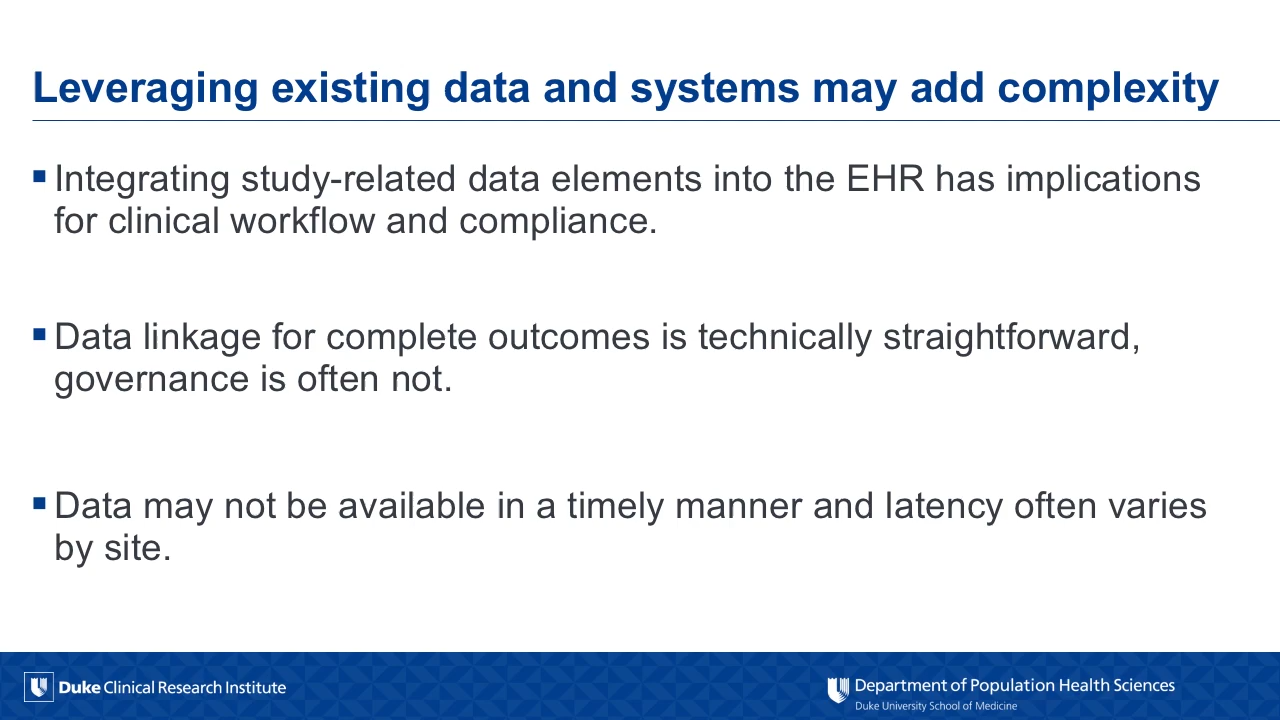 Leveraging existing data and systems may add complexity
Integrating study-related data elements into the EHR has implications
for clinical workflow and compliance.
Data linkage for complete outcomes is technically straightforward,
governance is often not.
Data may not be available in a timely manner and latency often varies
by site.
Duke Clinical Research Institute
Department of Population Health Sciences
Duke University School of Medicine